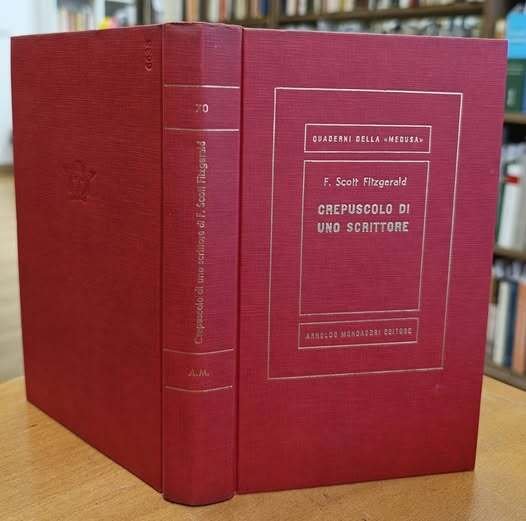 QUADERNI DELLA «MEDUSA»
F. Scott Fitzgerald
CREPUSCOLO DI
UNO SCRITTORE
ARNOLDO MONDADORI EDITORE
Crepuscolo di uno scrittore di F. Scott Fitzgerald
A.M.